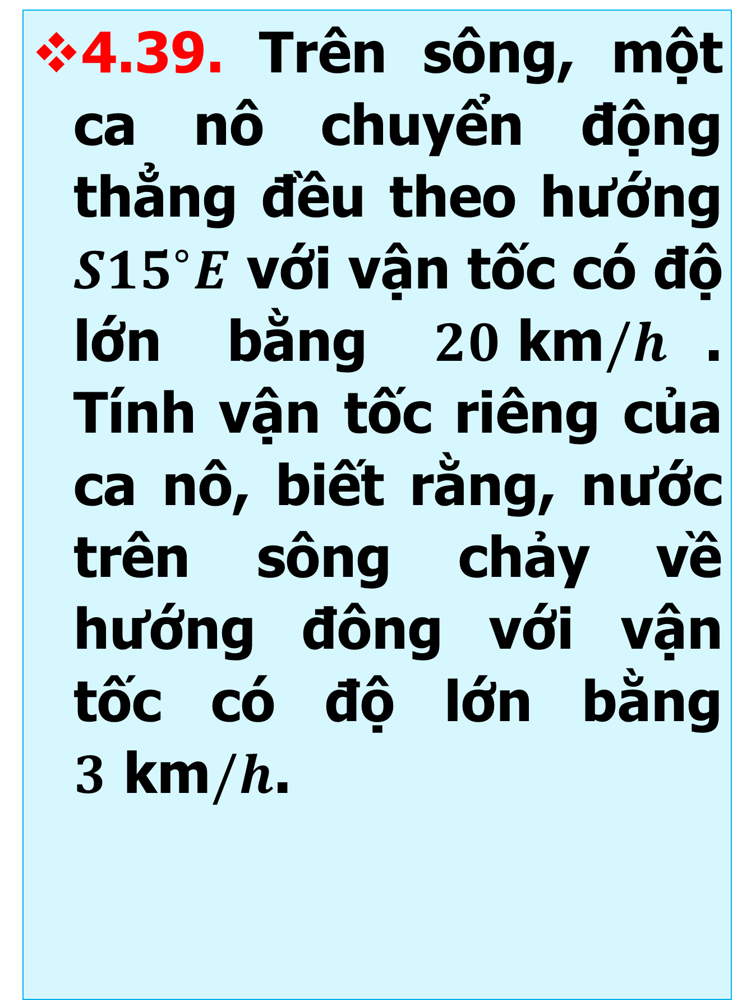 ❖4.39. Trên sông, một
ca nô chuyển động
thẳng đều theo hướng
S15°E với vận tốc có độ
lớn bằng 20 km/h .
Tính vận tốc riêng của
ca nô, biết rằng, nước
trên sông chảy về
hướng đông với vận
tốc có độ lớn bằng
3 km/h.